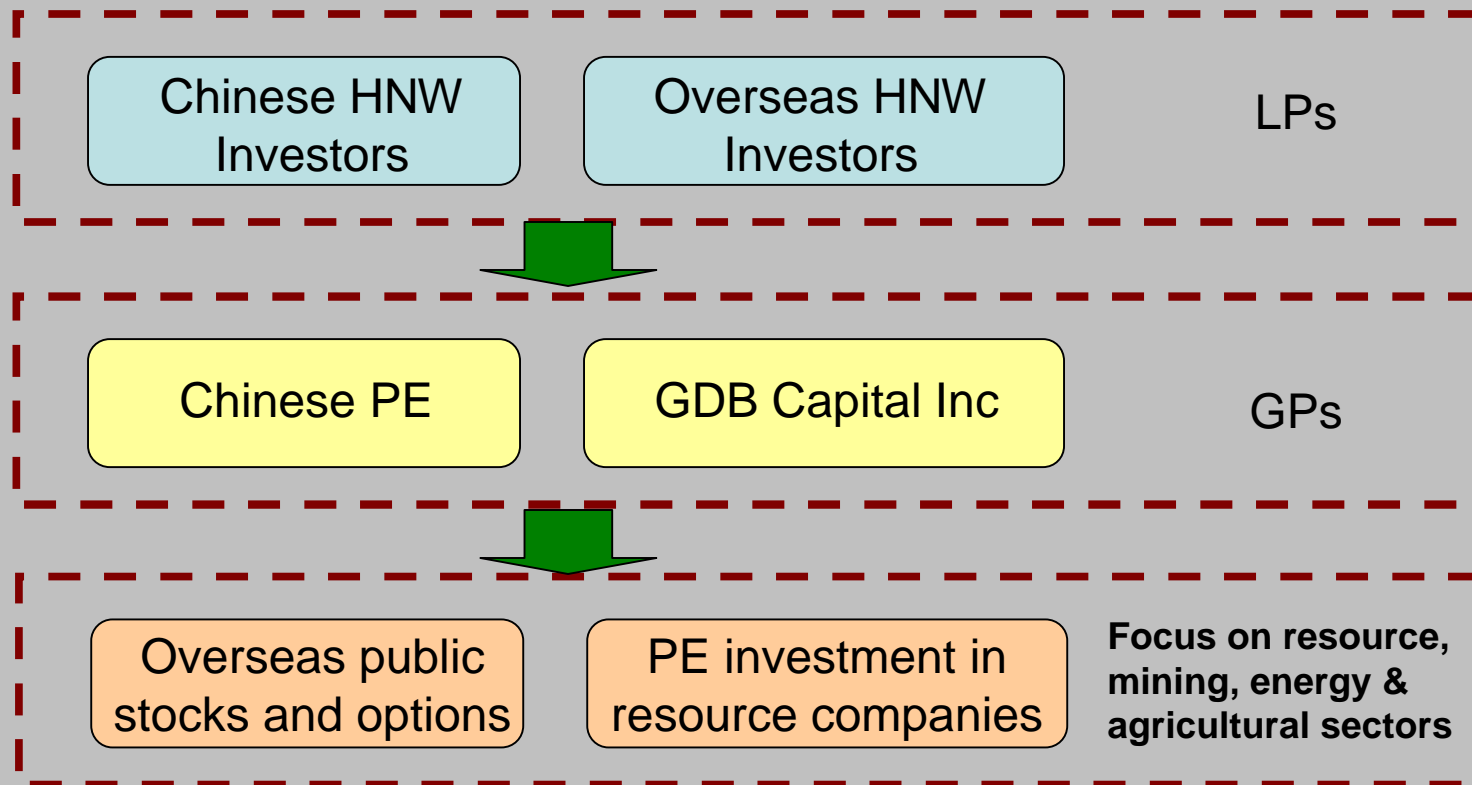 Chinese HNW
Investors
Overseas HNW
Investors
LPs
Chinese PE
GDB Capital Inc
GPs
Overseas public
stocks and options
PE investment in
resource companies
Focus on resource,
mining, energy &
agricultural sectors